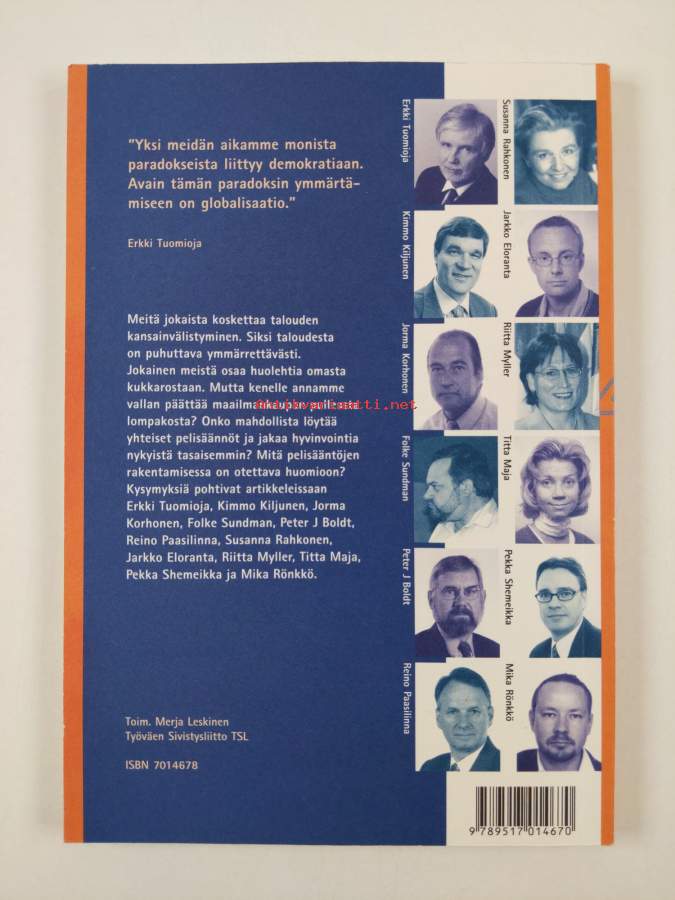 "Yksi meidän aikamme monista
paradokseista liittyy demokratiaan.
Avain tämän paradoksin ymmärtä-
miseen on globalisaatio."
Erkki Tuomioja
Meitä jokaista koskettaa talouden
kansainvälistyminen. Siksi taloudesta
on puhuttava ymmärrettävästi.
Jokainen meistä osaa huolehtia omasta
kukkarostaan. Mutta kenelle annamme
vallan päättää maailmankaupan
lompakosta? Onko mahdollista löytää
yhteiset pelisäännöt ja jakaa hyvinvointia
nykyistä tasaisemmin? Mitä pelisääntöjen
rakentamisessa on otettava huomioon?
Kysymyksiä pohtivat artikkeleissaan
Erkki Tuomioja, Kimmo Kiljunen, Jorma
Korhonen, Folke Sundman, Peter J Boldt,
Reino Paasilinna, Susanna Rahkonen,
Jarkko Eloranta, Riitta Myller, Titta Maja,
Pekka Shemeikka ja Mika Rönkkö.
Toim. Merja Leskinen
Työväen Sivistysliitto TSL
ISBN 7014678
Erkki Tuomioja
Susanna Rahkonen
Kimmo Kiljunen
Jarkko Eloranta
Jorma Korhonen
Riitta Myller
Folke Sundman
Titta Maja
Peter J Boldt
Pekka Shemeikka
Reino Paasilinna
Mika Rönkkö
9 789517 014670
Antikvariaatti.net